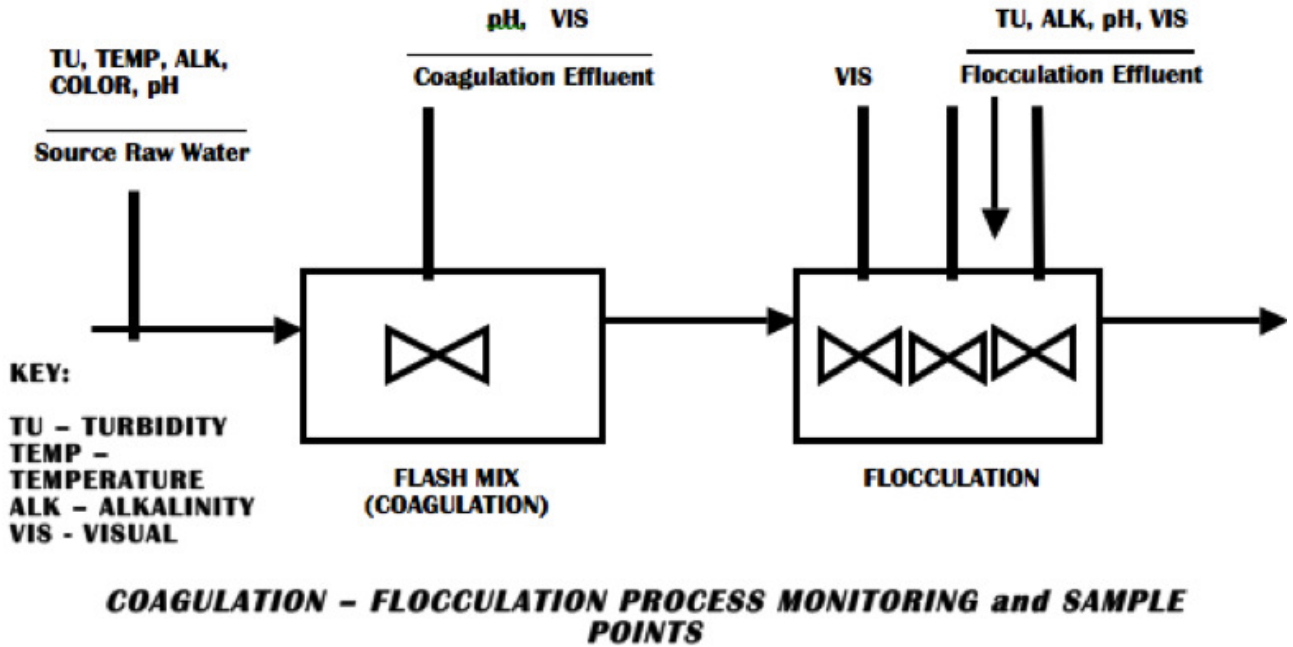 TU, TEMP, ALK,
COLOR, pH
Source Raw Water
pH, VIS
Coagulation Effluent
VIS
TU, ALK, pH, VIS
Flocculation Effluent
KEY:
TU – TURBIDITY
TEMP –
TEMPERATURE
ALK – ALKALINITY
VIS - VISUAL
FLASH MIX
(COAGULATION)
FLOCCULATION
COAGULATION – FLOCCULATION PROCESS MONITORING and SAMPLE
POINTS